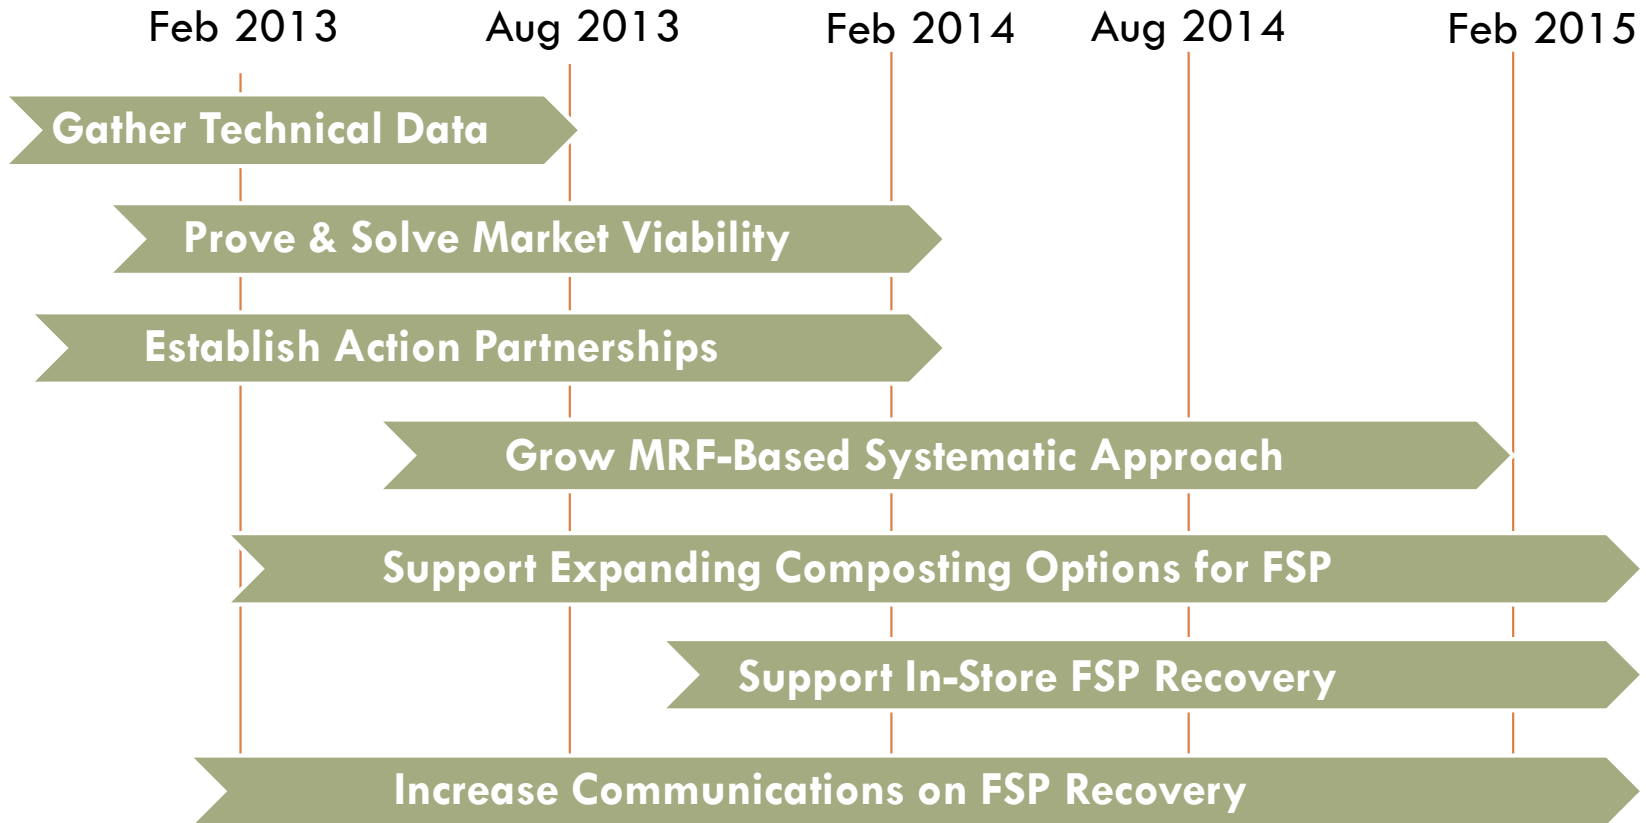 Feb 2013 Aug 2013 Feb 2014 Aug 2014 Feb 2015
Gather Technical Data
Prove & Solve Market Viability
Establish Action Partnerships
Grow MRF-Based Systematic Approach
Support Expanding Composting Options for FSP
Support In-Store FSP Recovery
Increase Communications on FSP Recovery